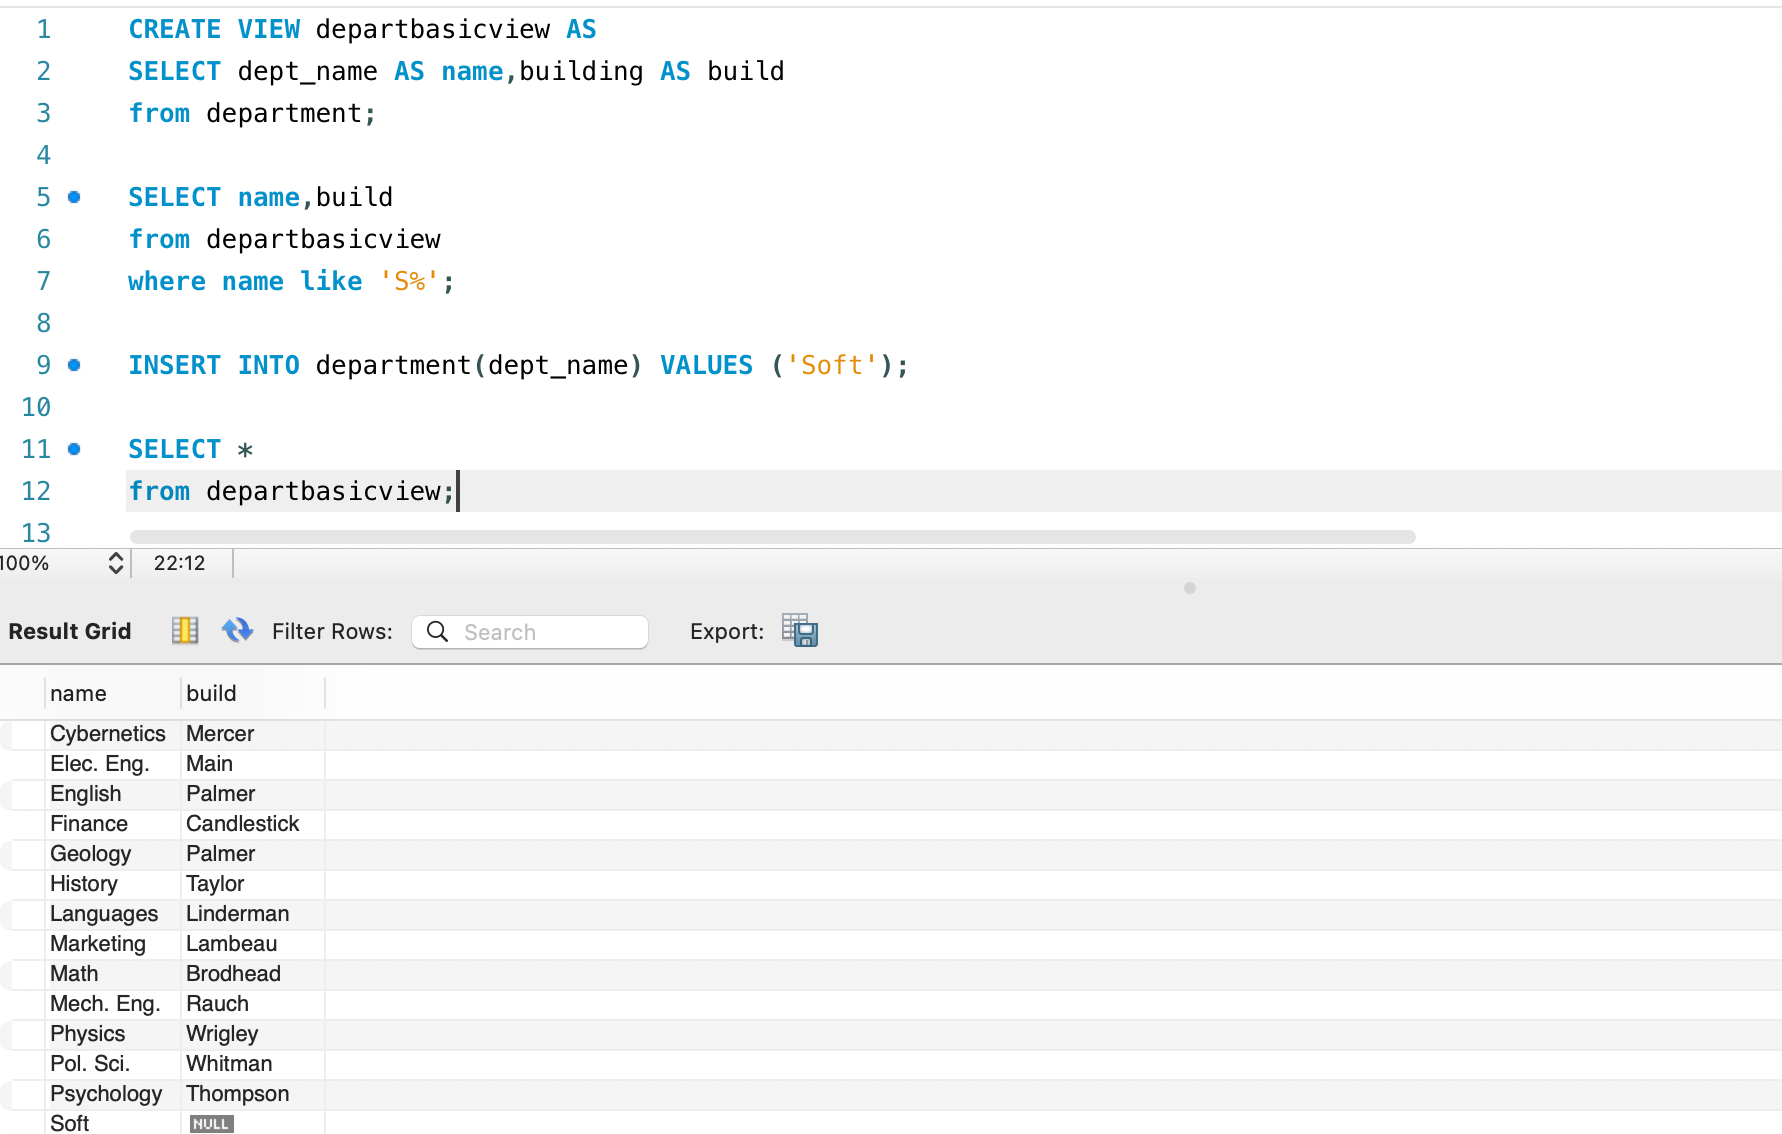 1 CREATE VIEW departbasicview AS
2 SELECT dept_name AS name,building AS build
3 from department;
4
5 SELECT name,build
6 from departbasicview
7 where name like 'S%';
8
9 INSERT INTO department(dept_name) VALUES ('Soft');
10
11 SELECT *
12 from departbasicview;
13
100% 22:12
Result Grid Filter Rows: Search Export:
name build
Cybernetics Mercer
Elec. Eng. Main
English Palmer
Finance Candlestick
Geology Palmer
History Taylor
Languages Linderman
Marketing Lambeau
Math Brodhead
Mech. Eng. Rauch
Physics Wrigley
Pol. Sci. Whitman
Psychology Thompson
Soft NULL